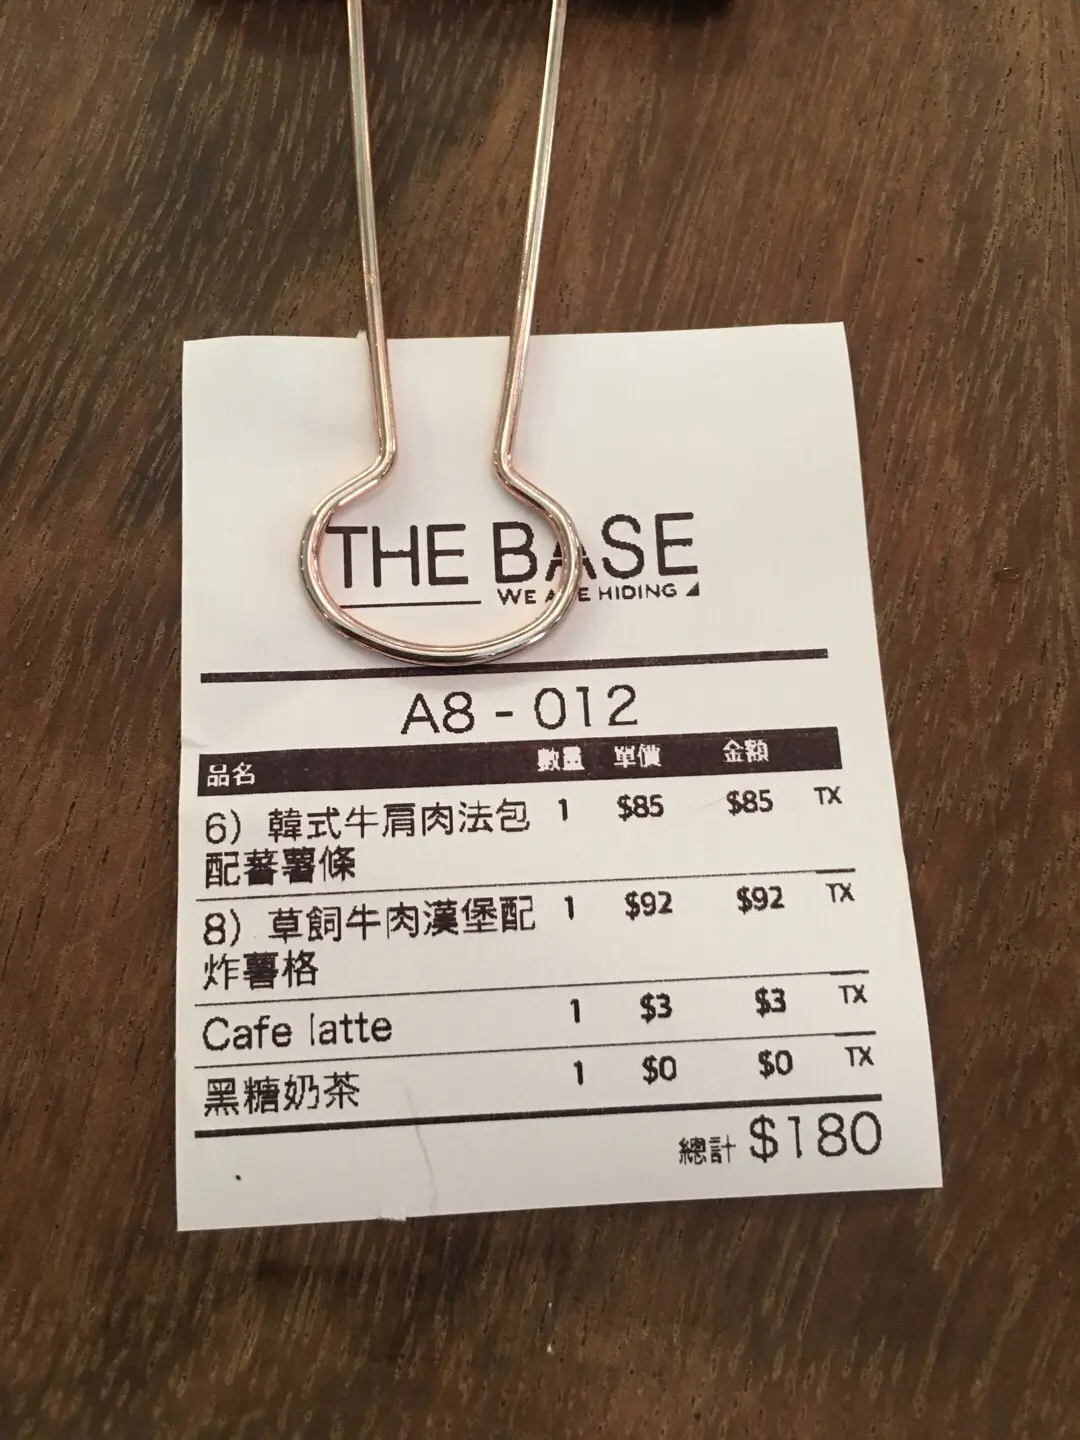 THE BASE
WE ARE HIDING
A8 - 012
品名 數量 單價 金額
6) 韓式牛肩肉法包 1 $85 $85 TX
配蕃薯條
8) 草飼牛肉漢堡配 1 $92 $92 TX
炸薯格
Cafe latte 1 $3 $3 TX
黑糖奶茶 1 $0 $0 TX
總計 $180